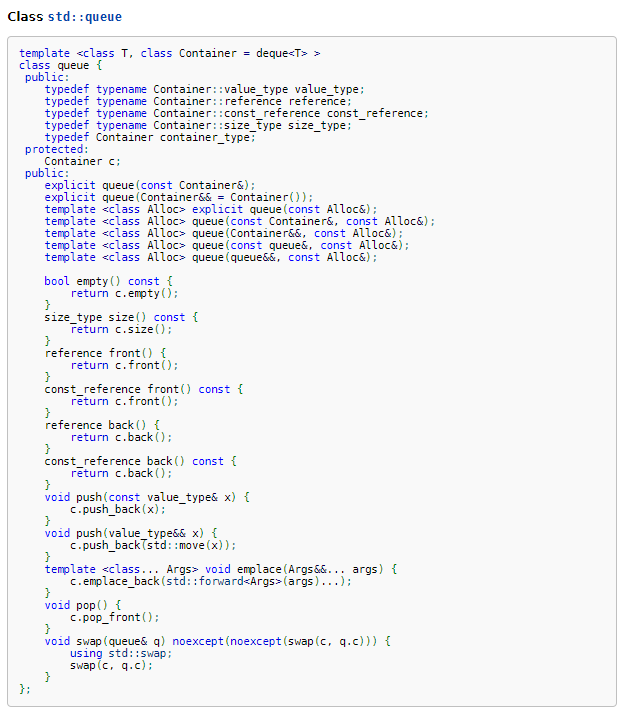 Class std::queue
template <class T, class Container = deque<T> >
class queue {
 public:
    typedef typename Container::value_type value_type;
    typedef typename Container::reference reference;
    typedef typename Container::const_reference const_reference;
    typedef typename Container::size_type size_type;
    typedef Container container_type;
 protected:
    Container c;
 public:
    explicit queue(const Container&);
    explicit queue(Container&& = Container());
    template <class Alloc> explicit queue(const Alloc&);
    template <class Alloc> queue(const Container&, const Alloc&);
    template <class Alloc> queue(Container&&, const Alloc&);
    template <class Alloc> queue(const queue&, const Alloc&);
    template <class Alloc> queue(queue&&, const Alloc&);

    bool empty() const {
        return c.empty();
    }
    size_type size() const {
        return c.size();
    }
    reference front() {
        return c.front();
    }
    const_reference front() const {
        return c.front();
    }
    reference back() {
        return c.back();
    }
    const_reference back() const {
        return c.back();
    }
    void push(const value_type& x) {
        c.push_back(x);
    }
    void push(value_type&& x) {
        c.push_back(std::move(x));
    }
    template <class... Args> void emplace(Args&&... args) {
        c.emplace_back(std::forward<Args>(args)...);
    }
    void pop() {
        c.pop_front();
    }
    void swap(queue& q) noexcept(noexcept(swap(c, q.c))) {
        using std::swap;
        swap(c, q.c);
    }
};